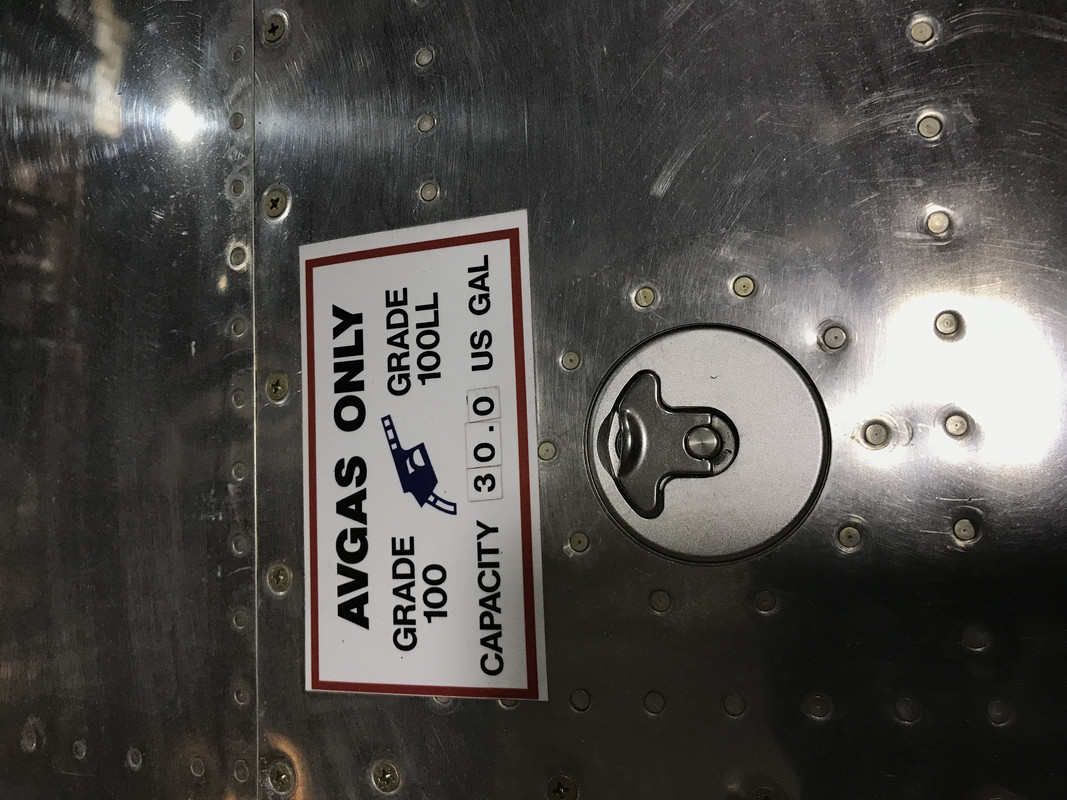 AVGAS ONLY
GRADE 100
GRADE 100LL
CAPACITY 30.0 US GAL